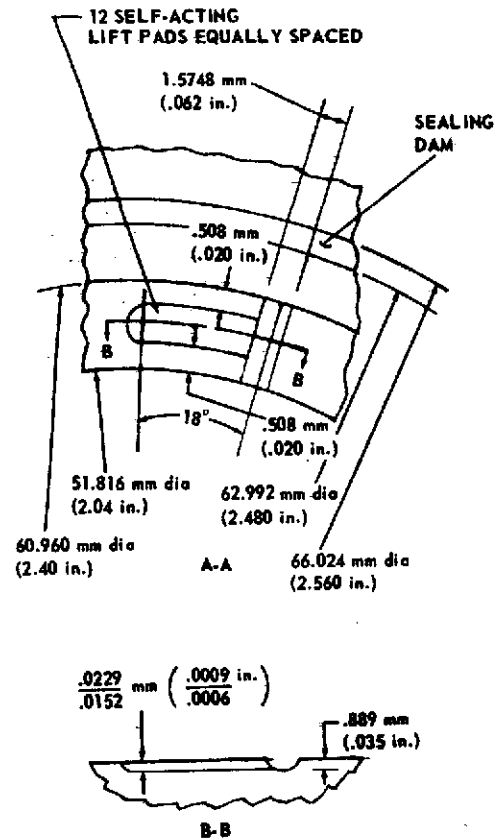 12 SELF-ACTING
LIFT PADS EQUALLY SPACED
1.5748 mm
(.062 in.)
SEALING
DAM
.508 mm
(.020 in.)
B
B
18°
.508 mm
(.020 in.)
51.816 mm dia
(2.04 in.)
62.992 mm dia
(2.480 in.)
60.960 mm dia
(2.40 in.)
A-A
66.024 mm dia
(2.560 in.)
.0229
.0152 mm ( .0009 in.
.0006 )
.889 mm
(.035 in.)
B-B